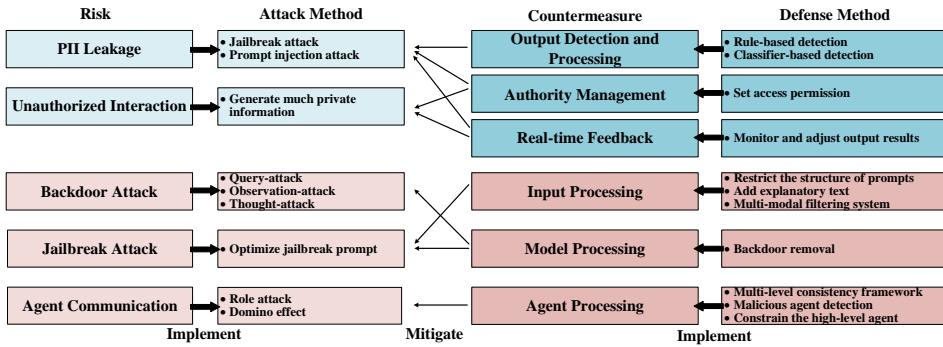 Risk
Attack Method
Countermeasure
Defense Method
PII Leakage
• Jailbreak attack
• Prompt injection attack
Output Detection and
Processing
• Rule-based detection
• Classifier-based detection
Unauthorized Interaction
• Generate much private
information
Authority Management
• Set access permission
Real-time Feedback
• Monitor and adjust output results
Backdoor Attack
• Query-attack
• Observation-attack
• Thought-attack
Input Processing
• Restrict the structure of prompts
• Add explanatory text
• Multi-modal filtering system
Jailbreak Attack
• Optimize jailbreak prompt
Model Processing
• Backdoor removal
Agent Communication
• Role attack
• Domino effect
Agent Processing
• Multi-level consistency framework
• Malicious agent detection
• Constrain the high-level agent
Implement
Mitigate
Implement